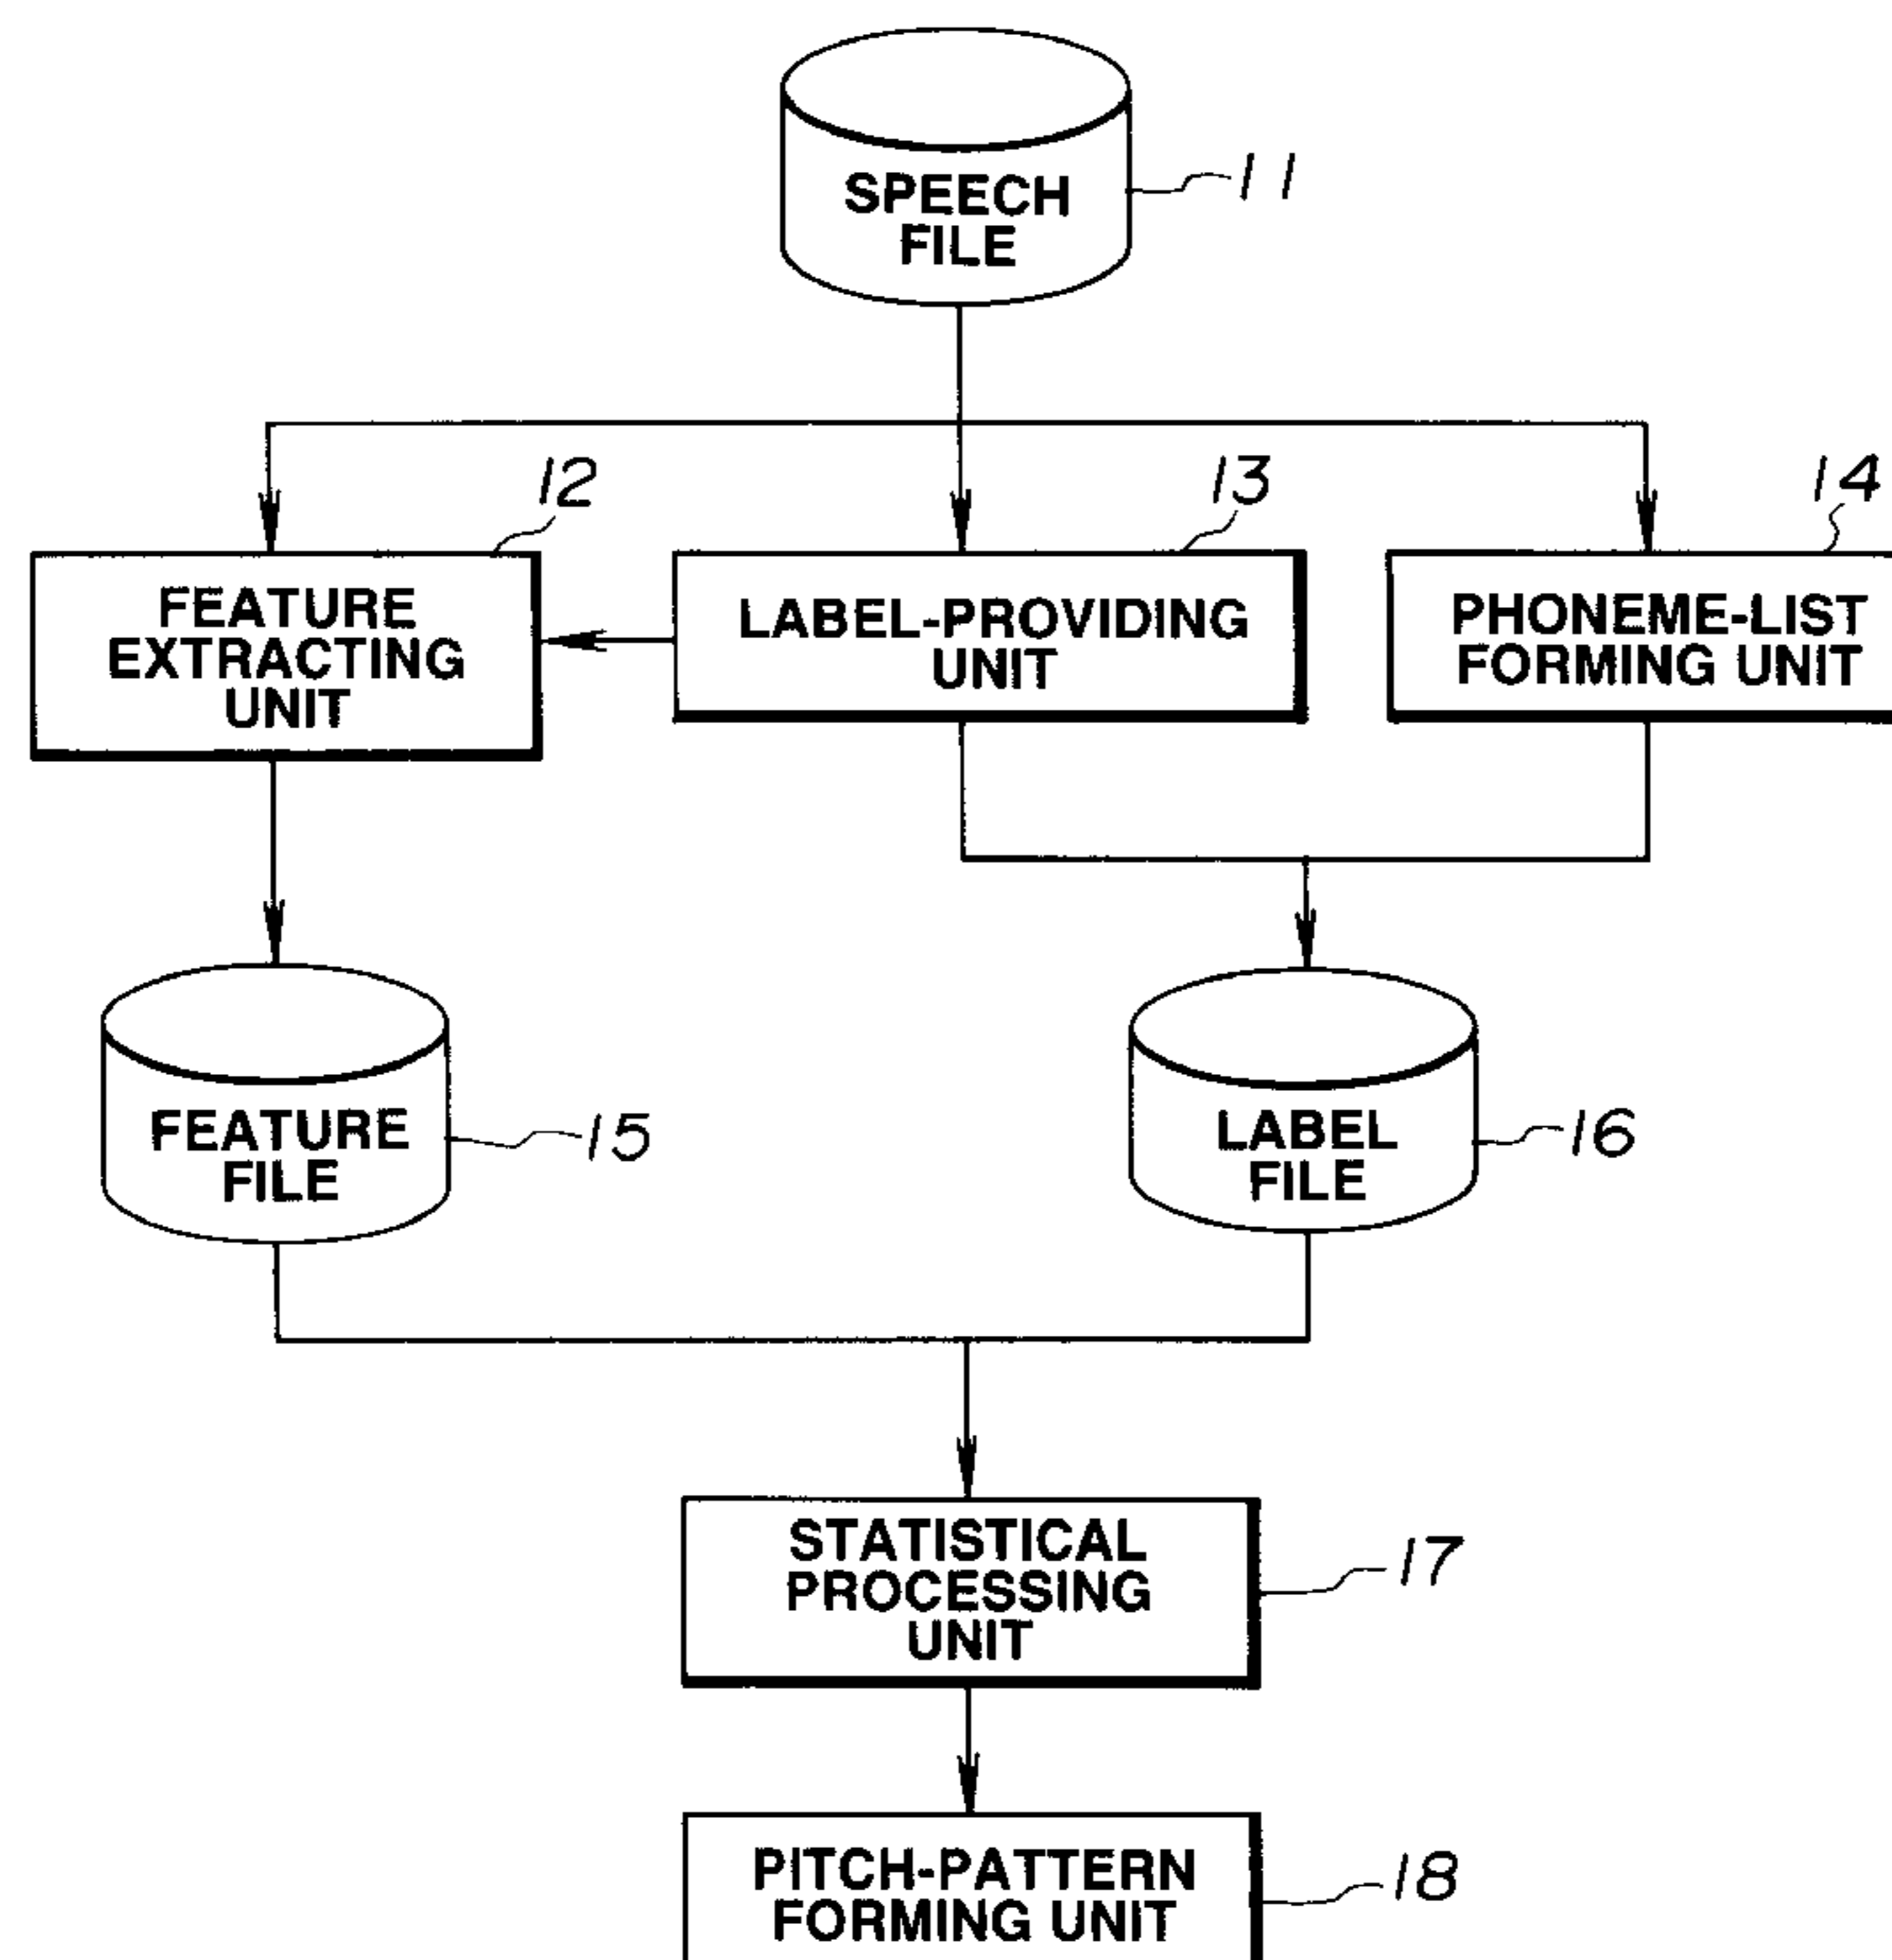 SPEECH
FILE
11
12
13
14
FEATURE
EXTRACTING
UNIT
LABEL-PROVIDING
UNIT
PHONEME-LIST
FORMING UNIT
FEATURE
FILE
15
LABEL
FILE
16
STATISTICAL
PROCESSING
UNIT
17
PITCH-PATTERN
FORMING UNIT
18